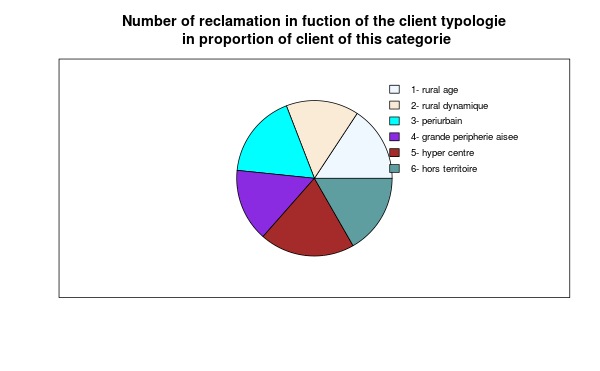 Number of reclamation in fuction of the client typologie
in proportion of client of this categorie
1- rural age
2- rural dynamique
3- periurbain
4- grande peripherie aisee
5- hyper centre
6- hors territoire